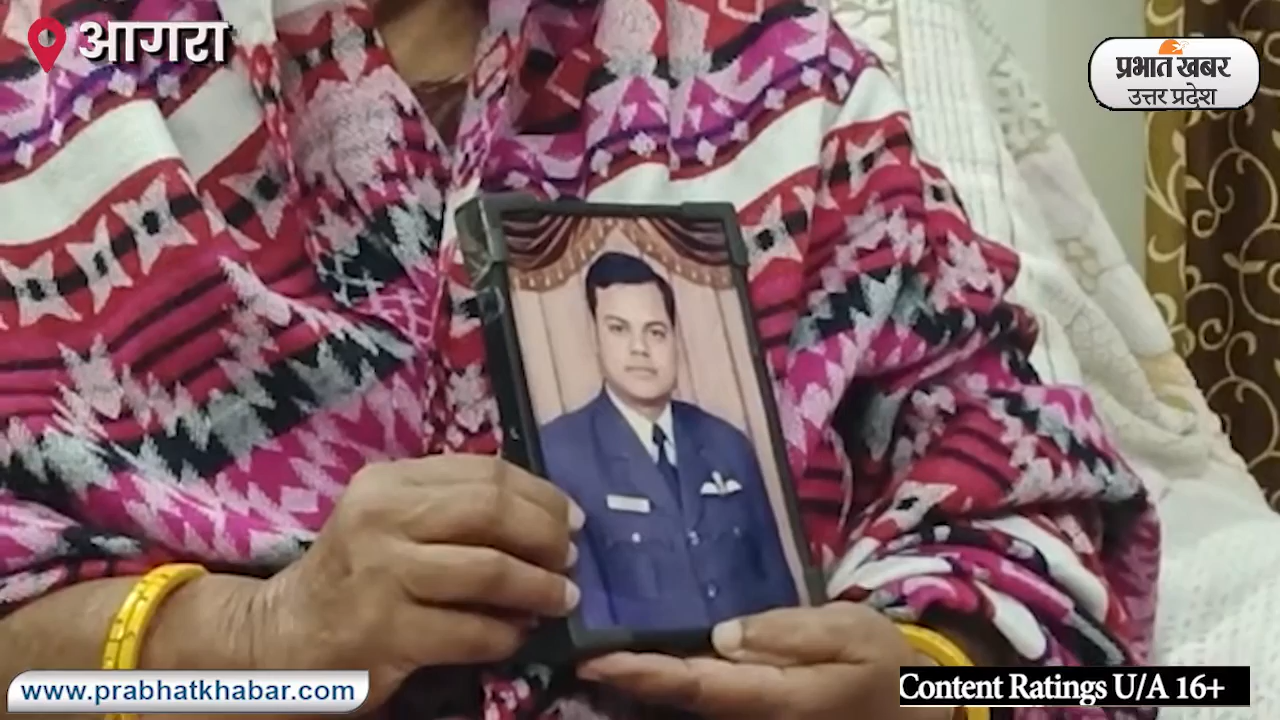 आगरा
प्रभात खबर
उत्तर प्रदेश
www.prabhatkhabar.com
Content Ratings U/A 16+